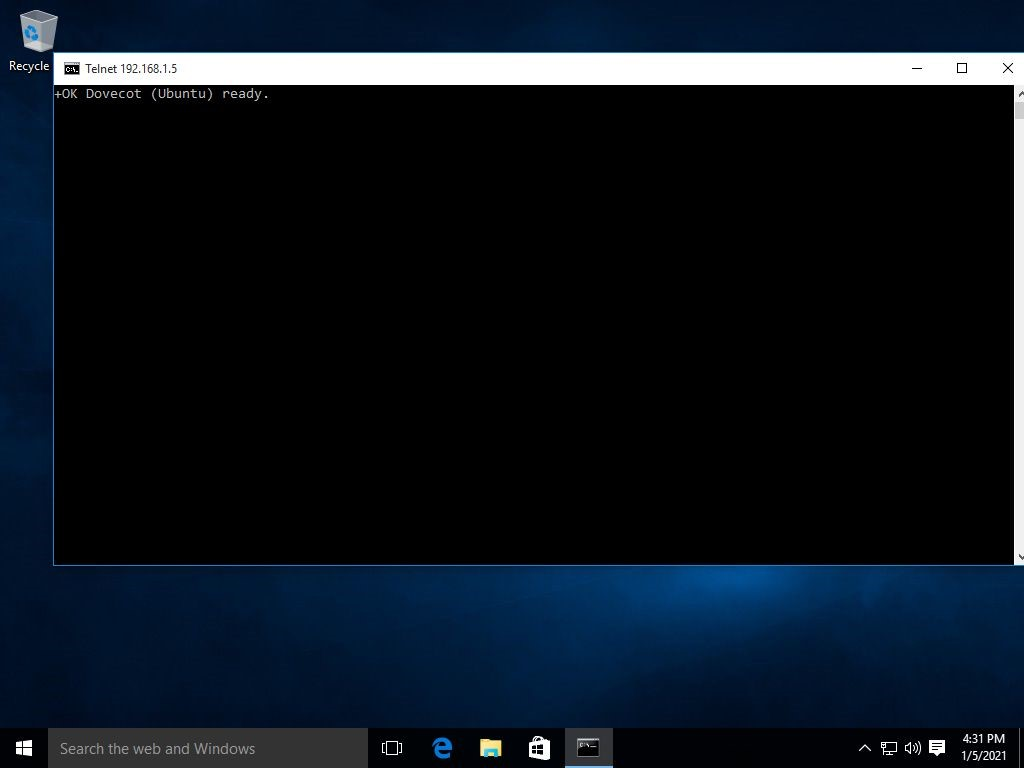 Recycle
Telnet 192.168.1.5
+OK Dovecot (Ubuntu) ready.
Search the web and Windows
4:31 PM
1/5/2021